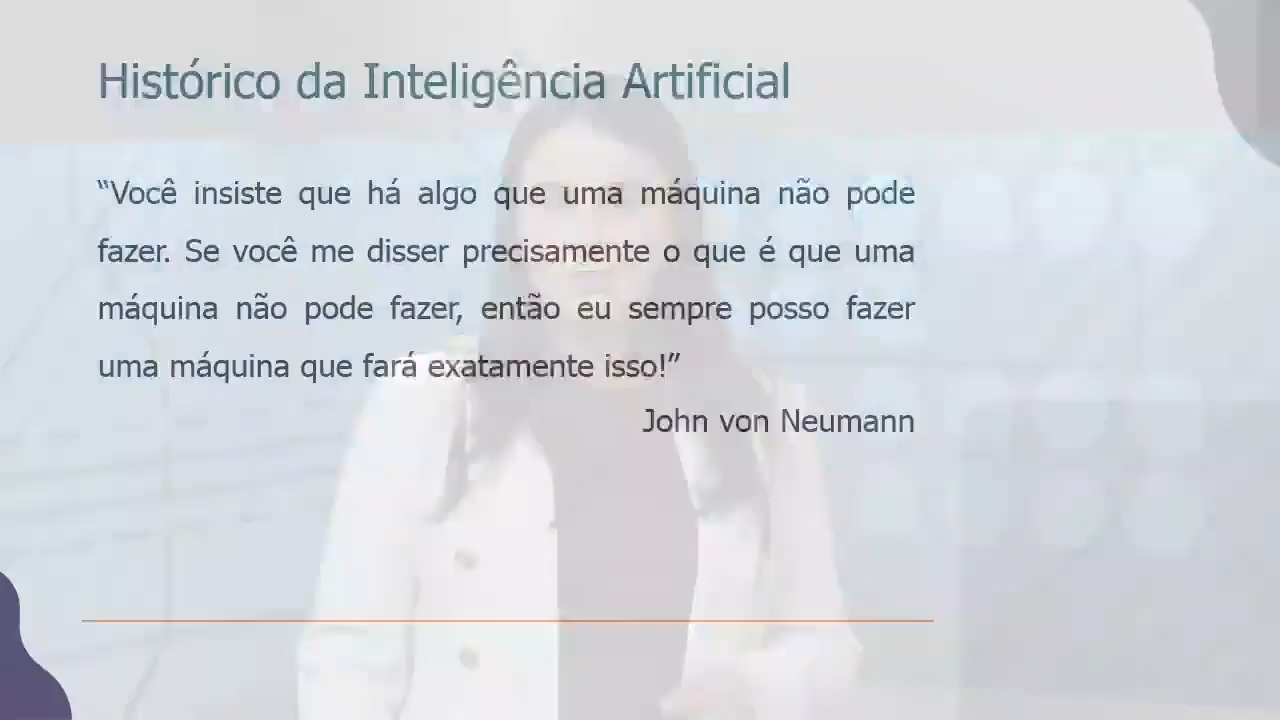 Histórico da Inteligência Artificial
“Você insiste que há algo que uma máquina não pode
fazer. Se você me disser precisamente o que é que uma
máquina não pode fazer, então eu sempre posso fazer
uma máquina que fará exatamente isso!”
John von Neumann